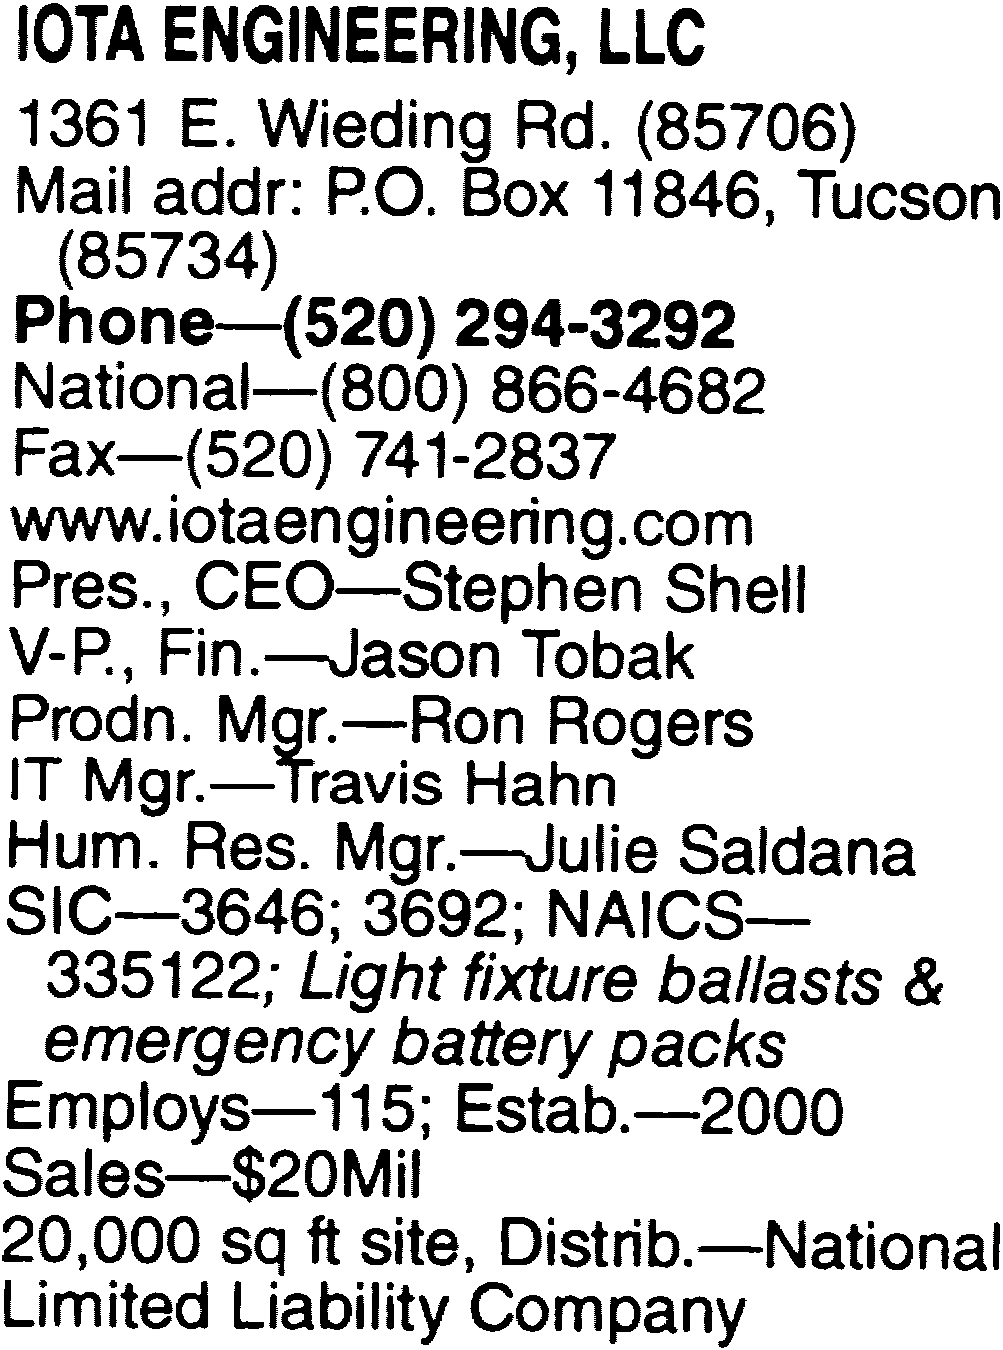 IOTA ENGINEERING, LLC
1361 E. Wieding Rd. (85706)
Mail addr: P.O. Box 11846, Tucson
(85734)
Phone—(520) 294-3292
National—(800) 866-4682
Fax—(520) 741-2837
www.iotaengineering.com
Pres., CEO—Stephen Shell
V-P., Fin.—Jason Tobak
Prodn. Mgr.—Ron Rogers
IT Mgr.—Travis Hahn
Hum. Res. Mgr.—Julie Saldana
SIC—3646; 3692; NAICS—
335122; Light fixture ballasts &
emergency battery packs
Employs—115; Estab.—2000
Sales—$20Mil
20,000 sq ft site, Distrib.—National
Limited Liability Company